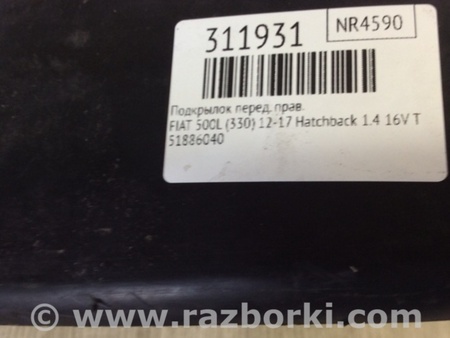 311931
NR4590
Подкрылок перед. прав.
FIAT 500L (330) 12-17 Hatchback 1.4 16V T
51886040
www.razborki.com